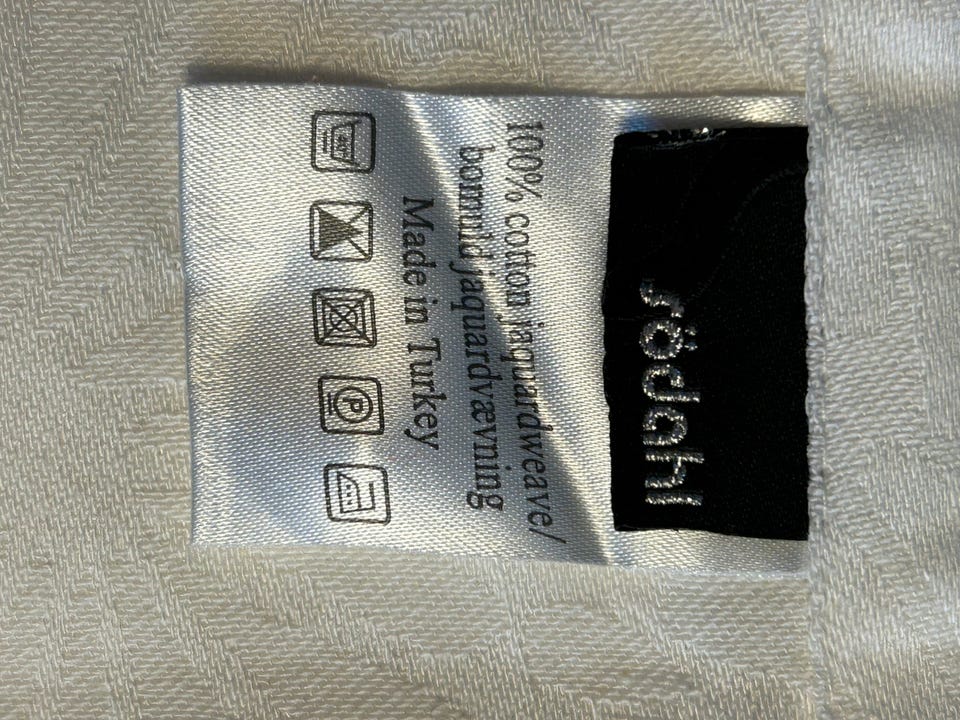 södahl
100% cotton jaquardweave/
bomuld jaquardvævning
Made in Turkey
P